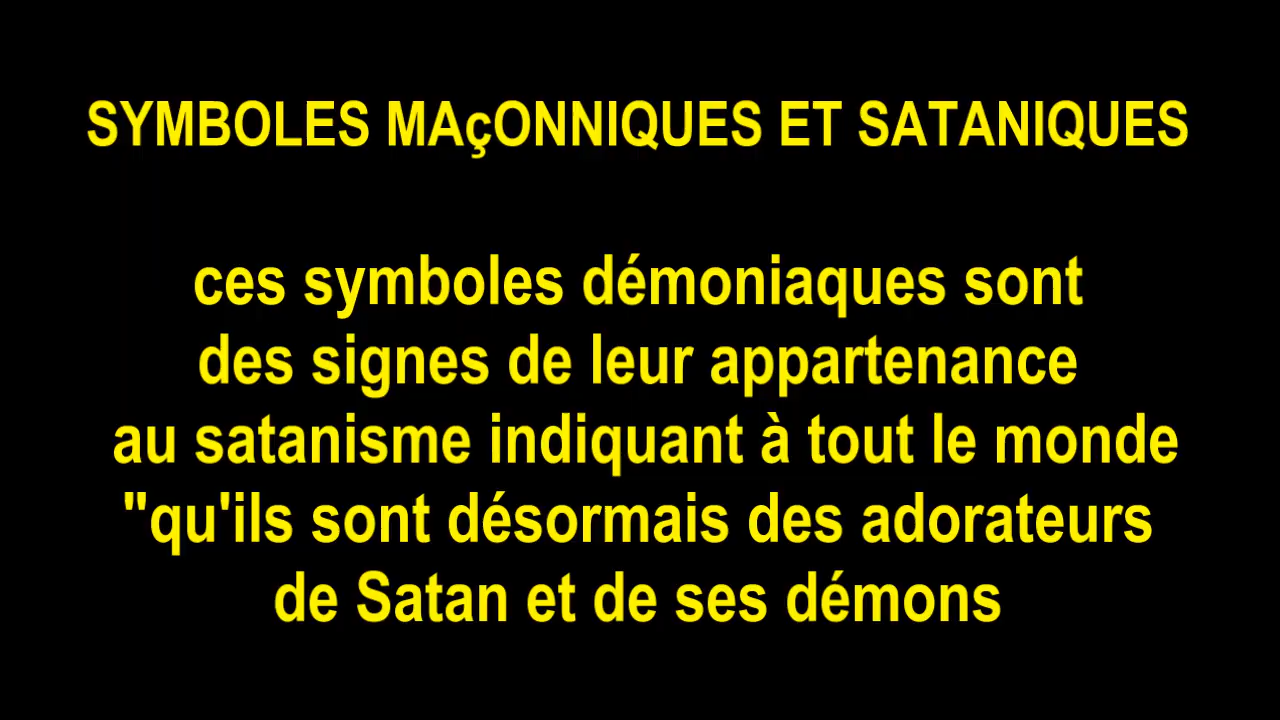 SYMBOLES MAçONNIQUES ET SATANIQUES
ces symboles démoniaques sont
des signes de leur appartenance
au satanisme indiquant à tout le monde
"qu'ils sont désormais des adorateurs
de Satan et de ses démons